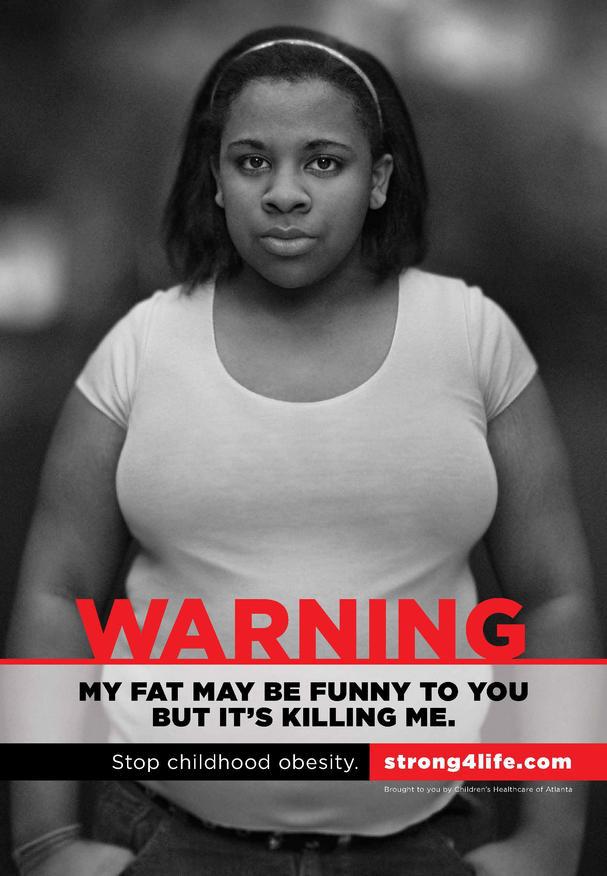 WARNING
MY FAT MAY BE FUNNY TO YOU
BUT IT'S KILLING ME.
Stop childhood obesity. strong4life.com
Brought to you by Children's Healthcare of Atlanta